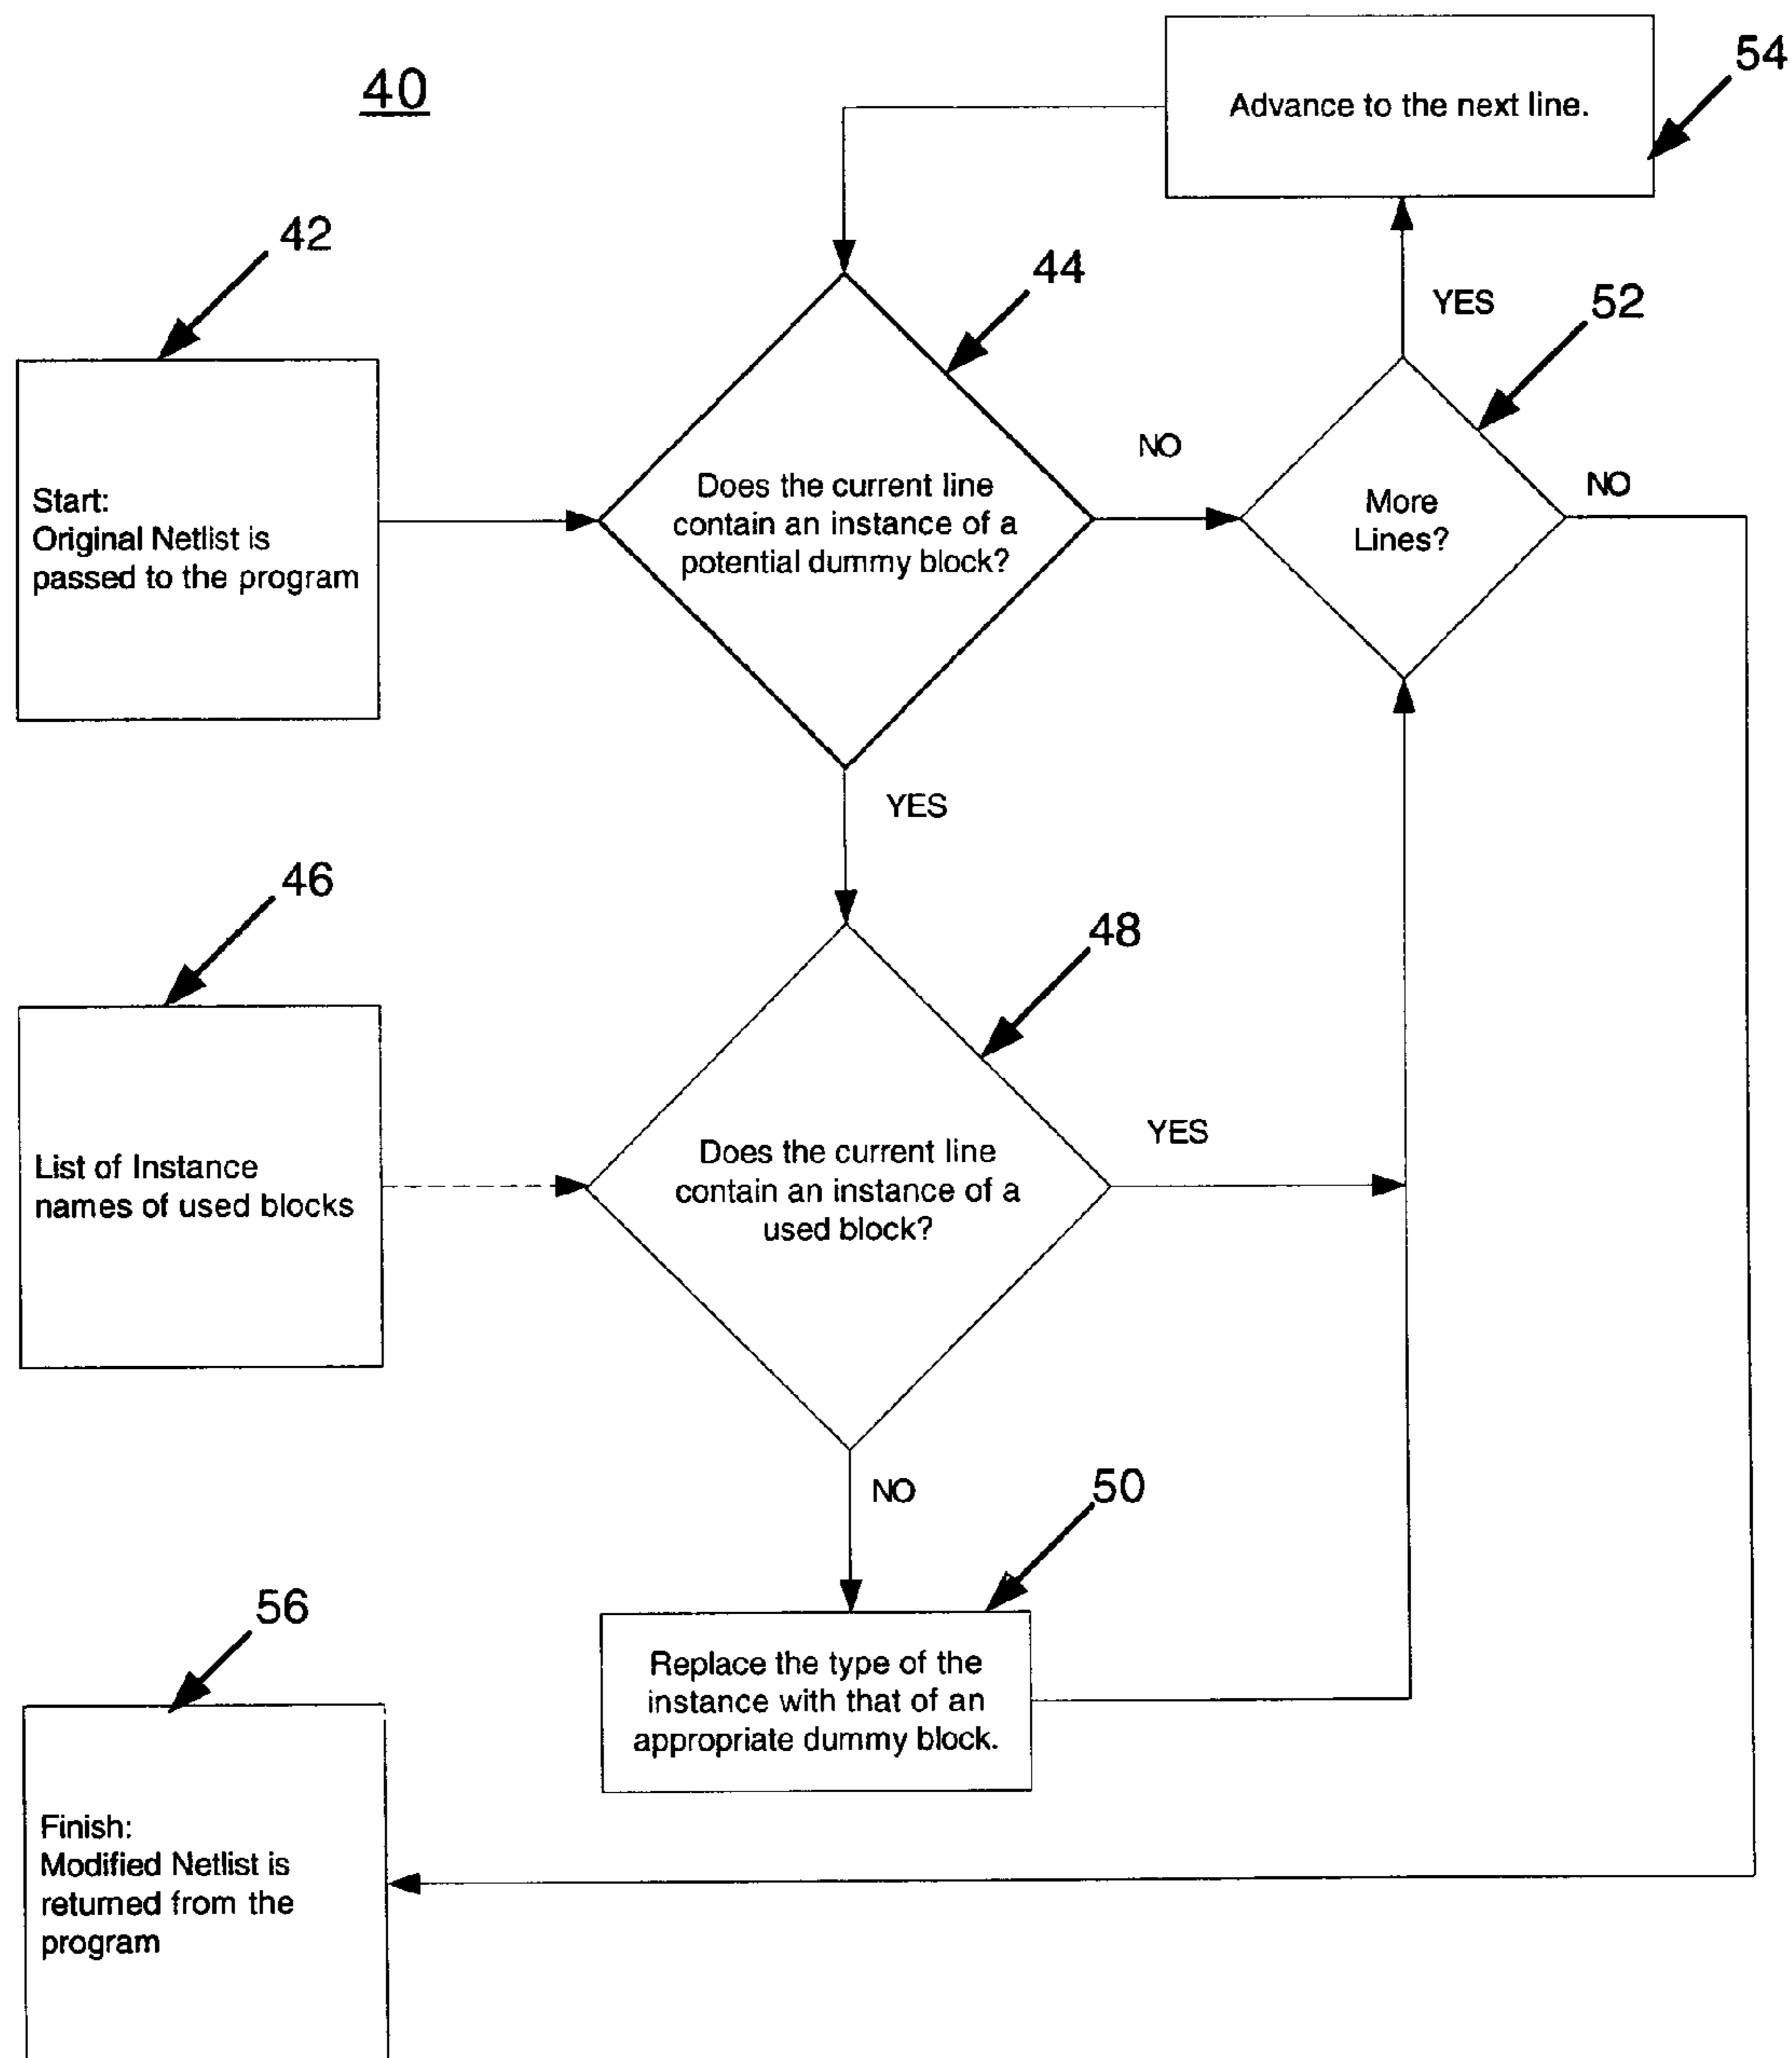 40
54
Advance to the next line.
42
44
YES
52
NO
NO
Start:
Original Netlist is
passed to the program
Does the current line
contain an instance of a
potential dummy block?
More
Lines?
YES
46
48
List of Instance
names of used blocks
YES
Does the current line
contain an instance of a
used block?
NO
50
56
Replace the type of the
instance with that of an
appropriate dummy block.
Finish:
Modified Netlist is
returned from the
program